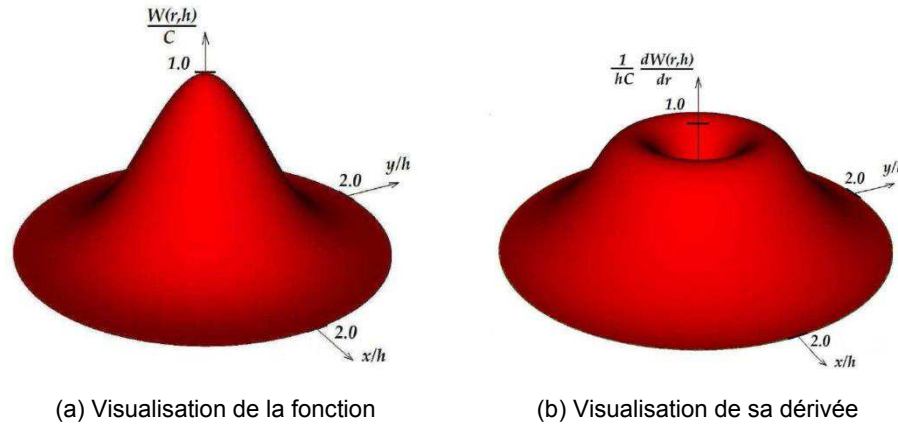 W(r,h)
C
1.0
y/h
2.0
2.0
x/h
(a) Visualisation de la fonction
1 dW(r,h)
hC dr
1.0
y/h
2.0
2.0
x/h
(b) Visualisation de sa dérivée